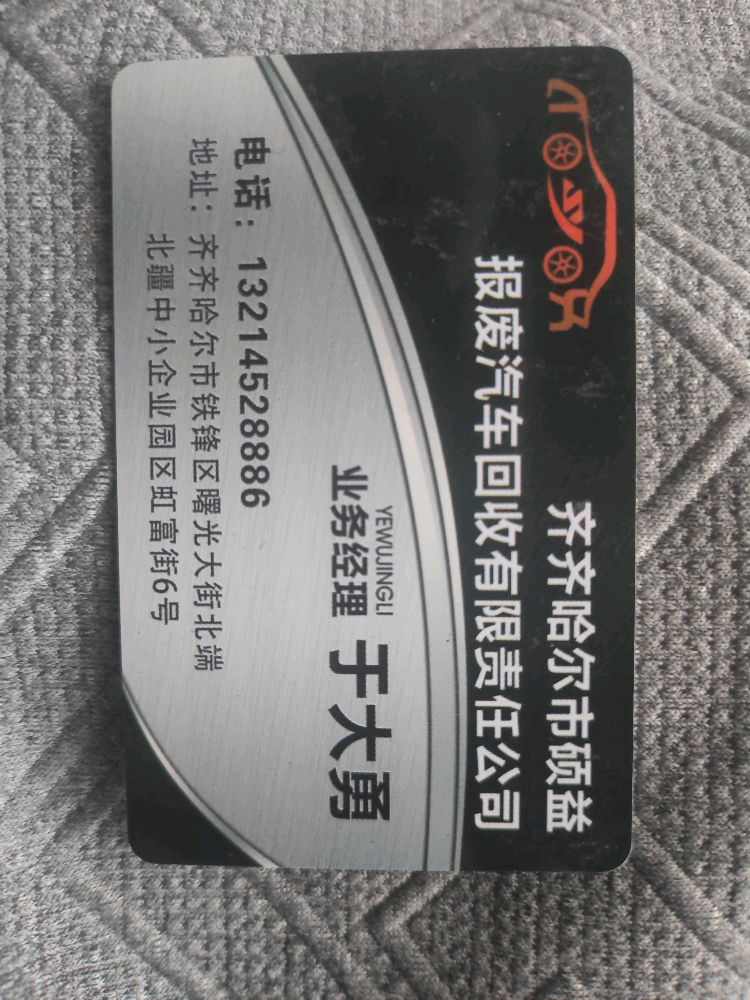 齐齐哈尔市硕益
报废汽车回收有限责任公司
YEWUJINGLI
业务经理 于大勇
电话：13214528886
地址：齐齐哈尔市铁锋区曙光大街北端
北疆中小企业园区虹富街6号